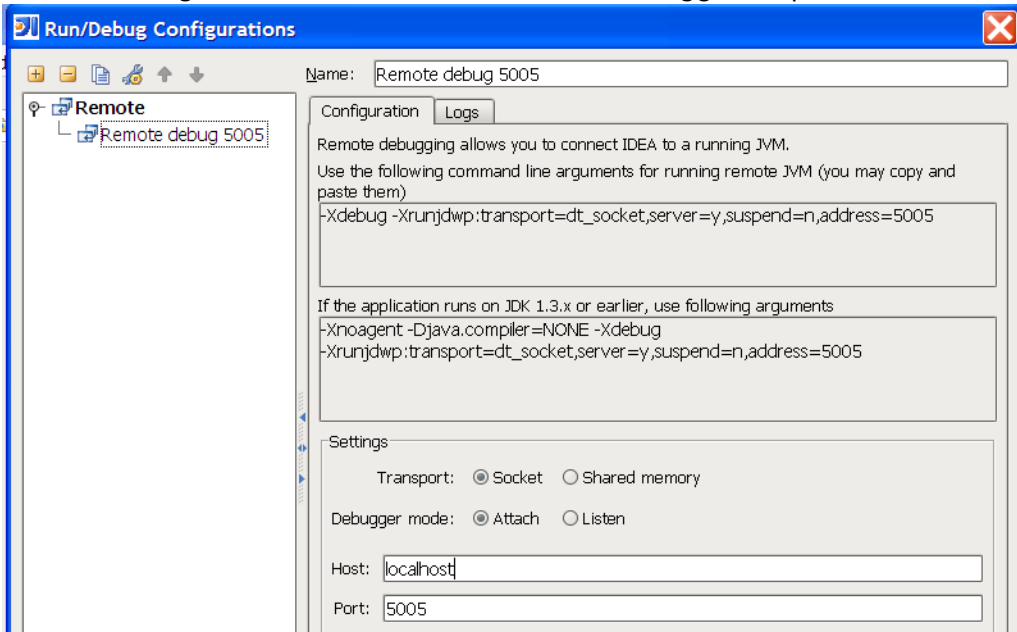 Run/Debug Configurations
Name: Remote debug 5005
Remote
Remote debug 5005
Configuration Logs
Remote debugging allows you to connect IDEA to a running JVM.
Use the following command line arguments for running remote JVM (you may copy and
paste them)
-Xdebug -Xrunjdwp:transport=dt_socket,server=y,suspend=n,address=5005
If the application runs on JDK 1.3.x or earlier, use following arguments
-Xnoagent -Djava.compiler=NONE -Xdebug
-Xrunjdwp:transport=dt_socket,server=y,suspend=n,address=5005
Settings
Transport: Socket Shared memory
Debugger mode: Attach Listen
Host: localhost
Port: 5005